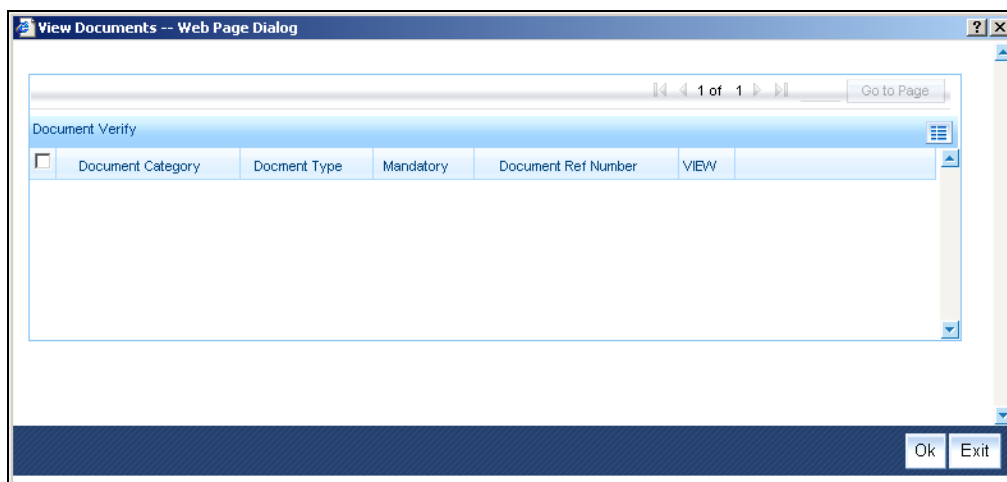 View Documents -- Web Page Dialog
1 of 1 Go to Page
Document Verify
Document Category Docment Type Mandatory Document Ref Number VIEW
Ok Exit